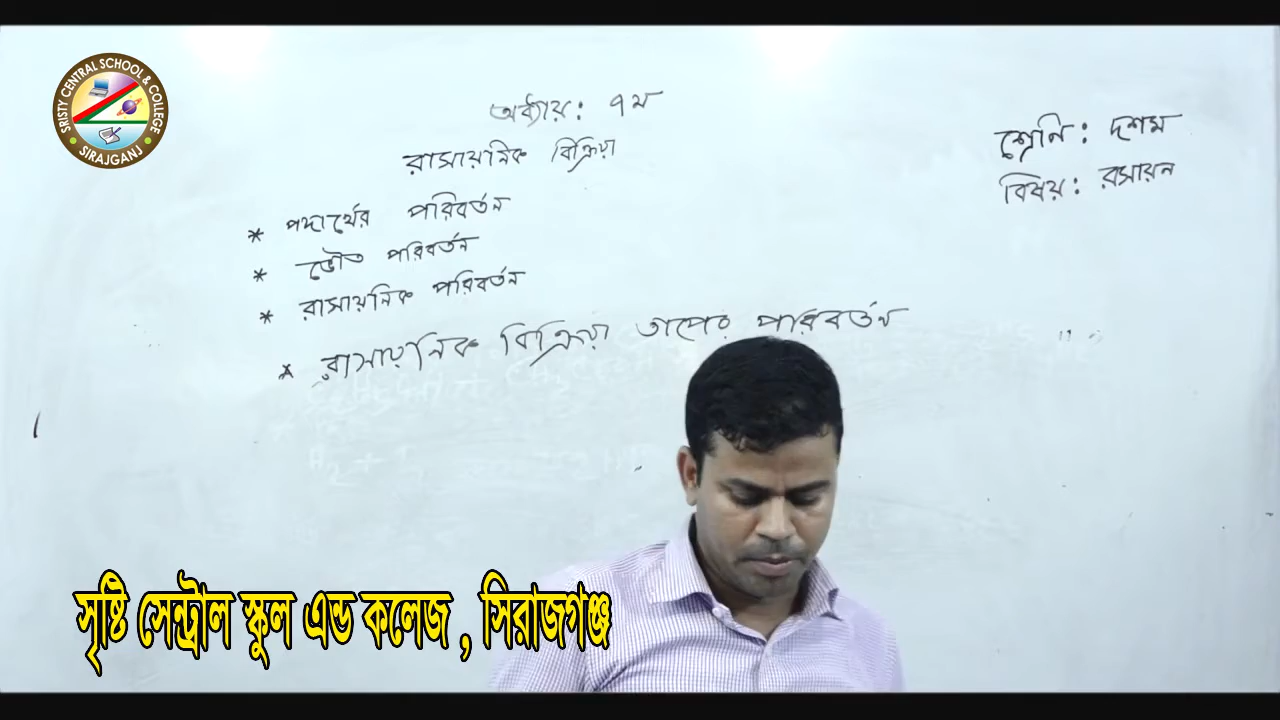 SRISTY CENTRAL SCHOOL & COLLEGE
SIRAJGANJ
অধ্যায়: ৭ম
রাসায়নিক বিক্রিয়া
শ্রেনি: দশম
বিষয়: রসায়ন
* পদার্থের পরিবর্তন
* ভৌত পরিবর্তন
* রাসায়নিক পরিবর্তন
* রাসায়নিক বিক্রিয়া তাপের পরিবর্তন
সৃষ্টি সেন্ট্রাল স্কুল এন্ড কলেজ , সিরাজগঞ্জ